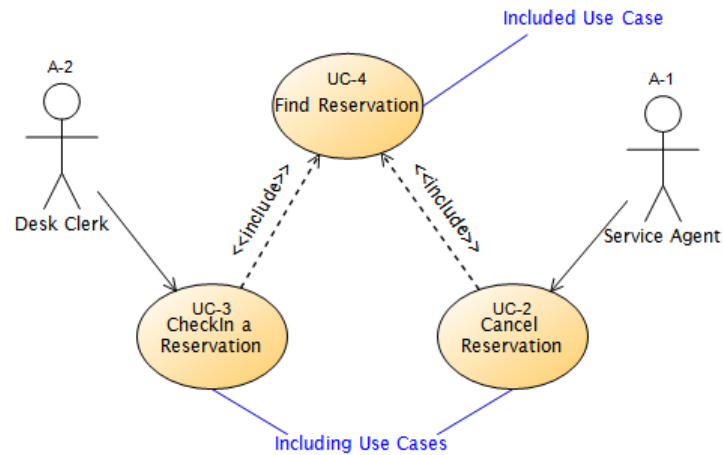 Included Use Case
A-2
UC-4
Find Reservation
A-1
<<include>>
<<include>>
Desk Clerk
Service Agent
UC-3
CheckIn a
Reservation
UC-2
Cancel
Reservation
Including Use Cases